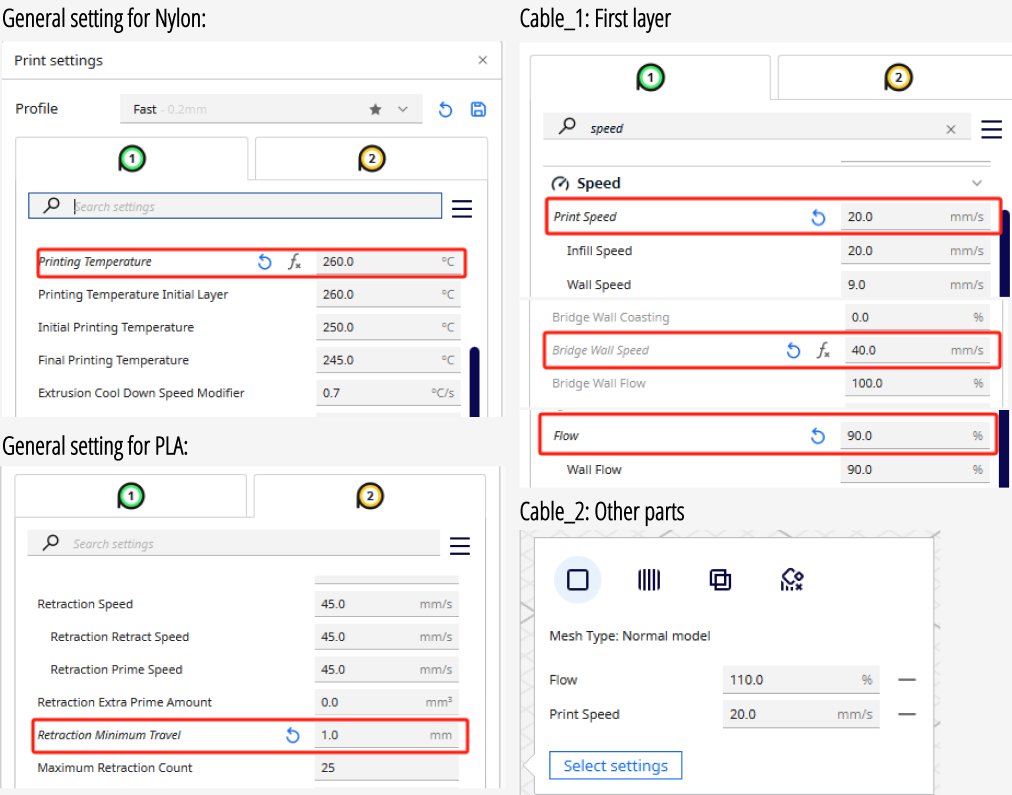 General setting for Nylon:
Print settings
Profile
Fast - 0.2mm
1
2
Search settings
Printing Temperature 260.0 °C
Printing Temperature Initial Layer 260.0 °C
Initial Printing Temperature 250.0 °C
Final Printing Temperature 245.0 °C
Extrusion Cool Down Speed Modifier 0.7 °C/s
General setting for PLA:
1
2
Search settings
Retraction Speed 45.0 mm/s
Retraction Retract Speed 45.0 mm/s
Retraction Prime Speed 45.0 mm/s
Retraction Extra Prime Amount 0.0 mm³
Retraction Minimum Travel 1.0 mm
Maximum Retraction Count 25
Cable_1: First layer
1
2
speed
Speed
Print Speed 20.0 mm/s
Infill Speed 20.0 mm/s
Wall Speed 9.0 mm/s
Bridge Wall Coasting 0.0 %
Bridge Wall Speed 40.0 mm/s
Bridge Wall Flow 100.0 %
Flow 90.0 %
Wall Flow 90.0 %
Cable_2: Other parts
Mesh Type: Normal model
Flow 110.0 %
Print Speed 20.0 mm/s
Select settings